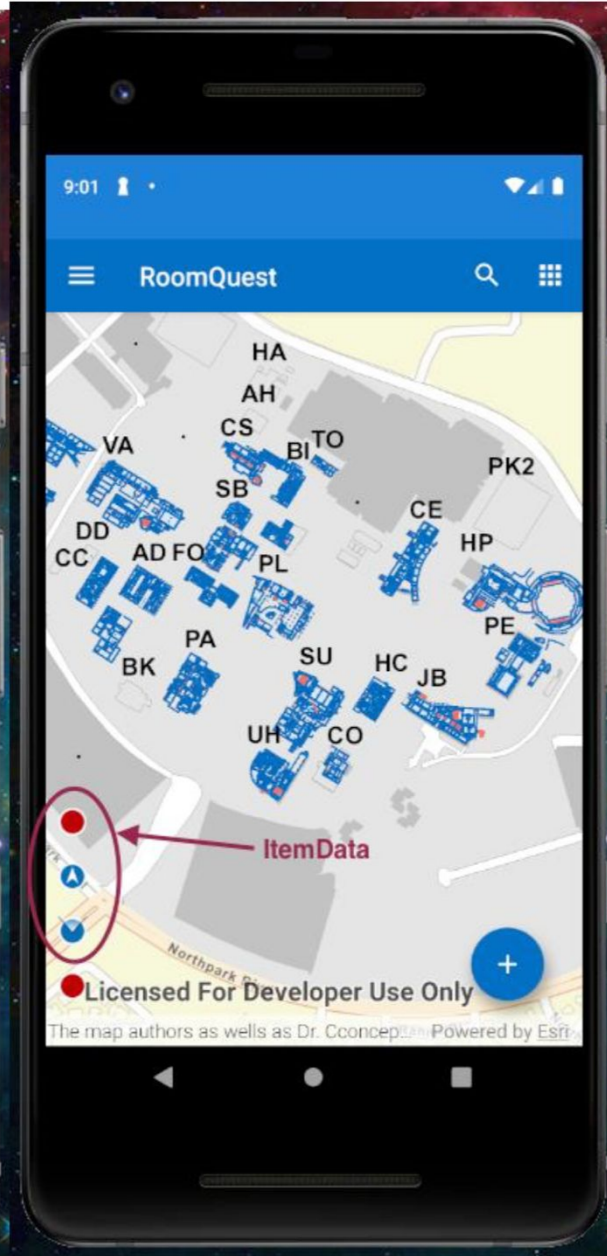 9:01
RoomQuest
HA
AH
CS
BI TO
VA
PK2
SB
CE
DD
HP
CC AD FO PL
PE
PA
BK
SU
HC JB
UH CO
ItemData
+
Northpark
Licensed For Developer Use Only
The map authors as wells as Dr. Cconcep... Powered by Esri